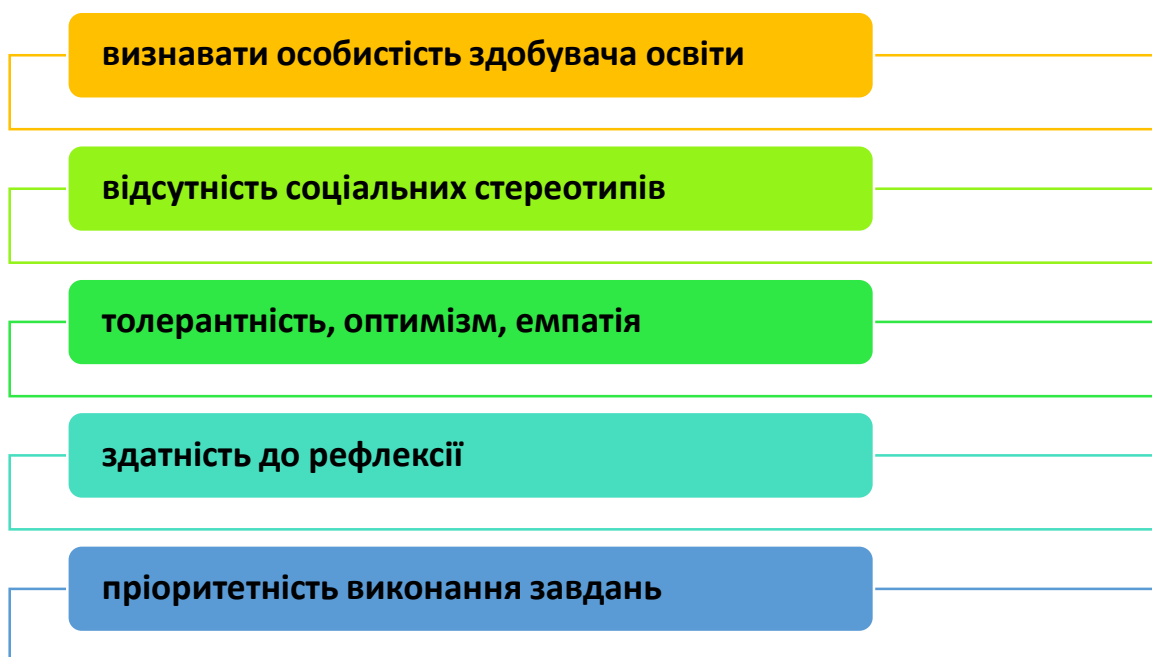 визнавати особистість здобувача освіти
відсутність соціальних стереотипів
толерантність, оптимізм, емпатія
здатність до рефлексії
пріоритетність виконання завдань